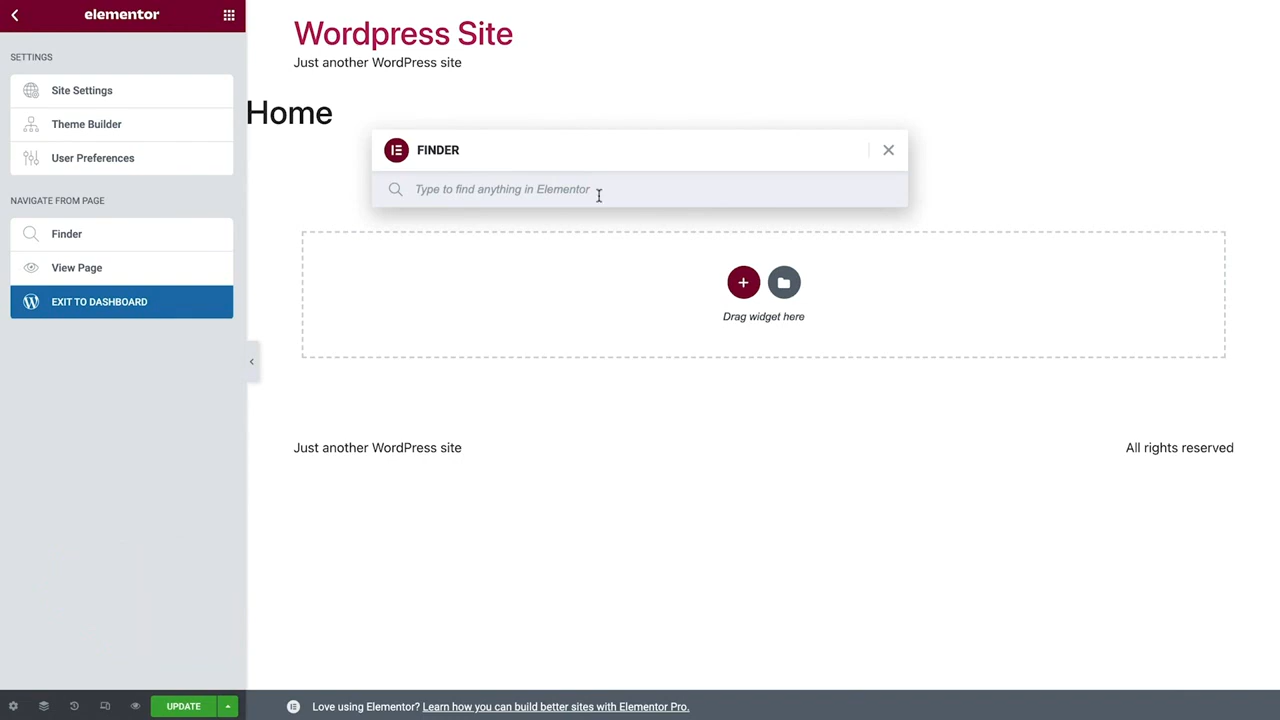 elementor
SETTINGS
Site Settings
Theme Builder
User Preferences
NAVIGATE FROM PAGE
Finder
View Page
EXIT TO DASHBOARD
UPDATE
Wordpress Site
Just another WordPress site
Home
FINDER
Type to find anything in Elementor
Drag widget here
Just another WordPress site
All rights reserved
Love using Elementor? Learn how you can build better sites with Elementor Pro.